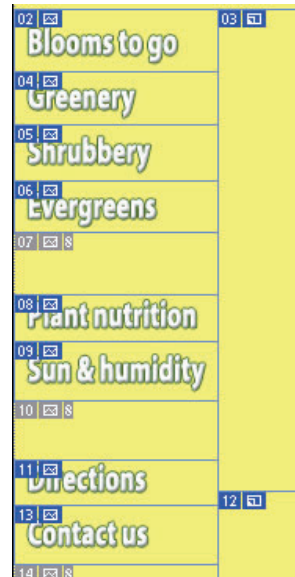 02
03
Blooms to go
04
Greenery
05
Shrubbery
06
Evergreens
07 8
08
Plant nutrition
09
Sun & humidity
10 8
11
Directions
12
13
Contact us
14 8